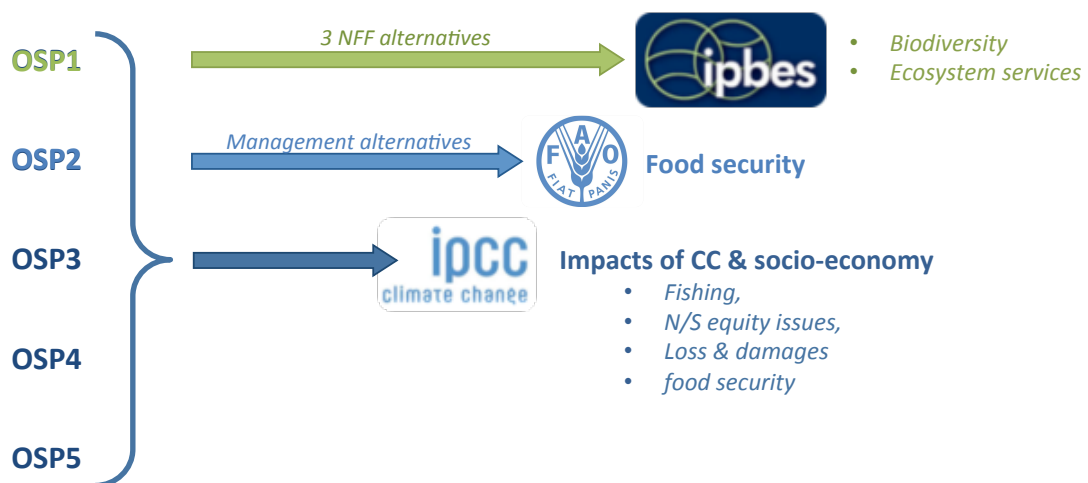 OSP1
3 NFF alternatives
ipbes
• Biodiversity
• Ecosystem services
OSP2
Management alternatives
F A O
FIAT PANIS
Food security
OSP3
ipcc
climate change
Impacts of CC & socio-economy
• Fishing,
• N/S equity issues,
• Loss & damages
• food security
OSP4
OSP5